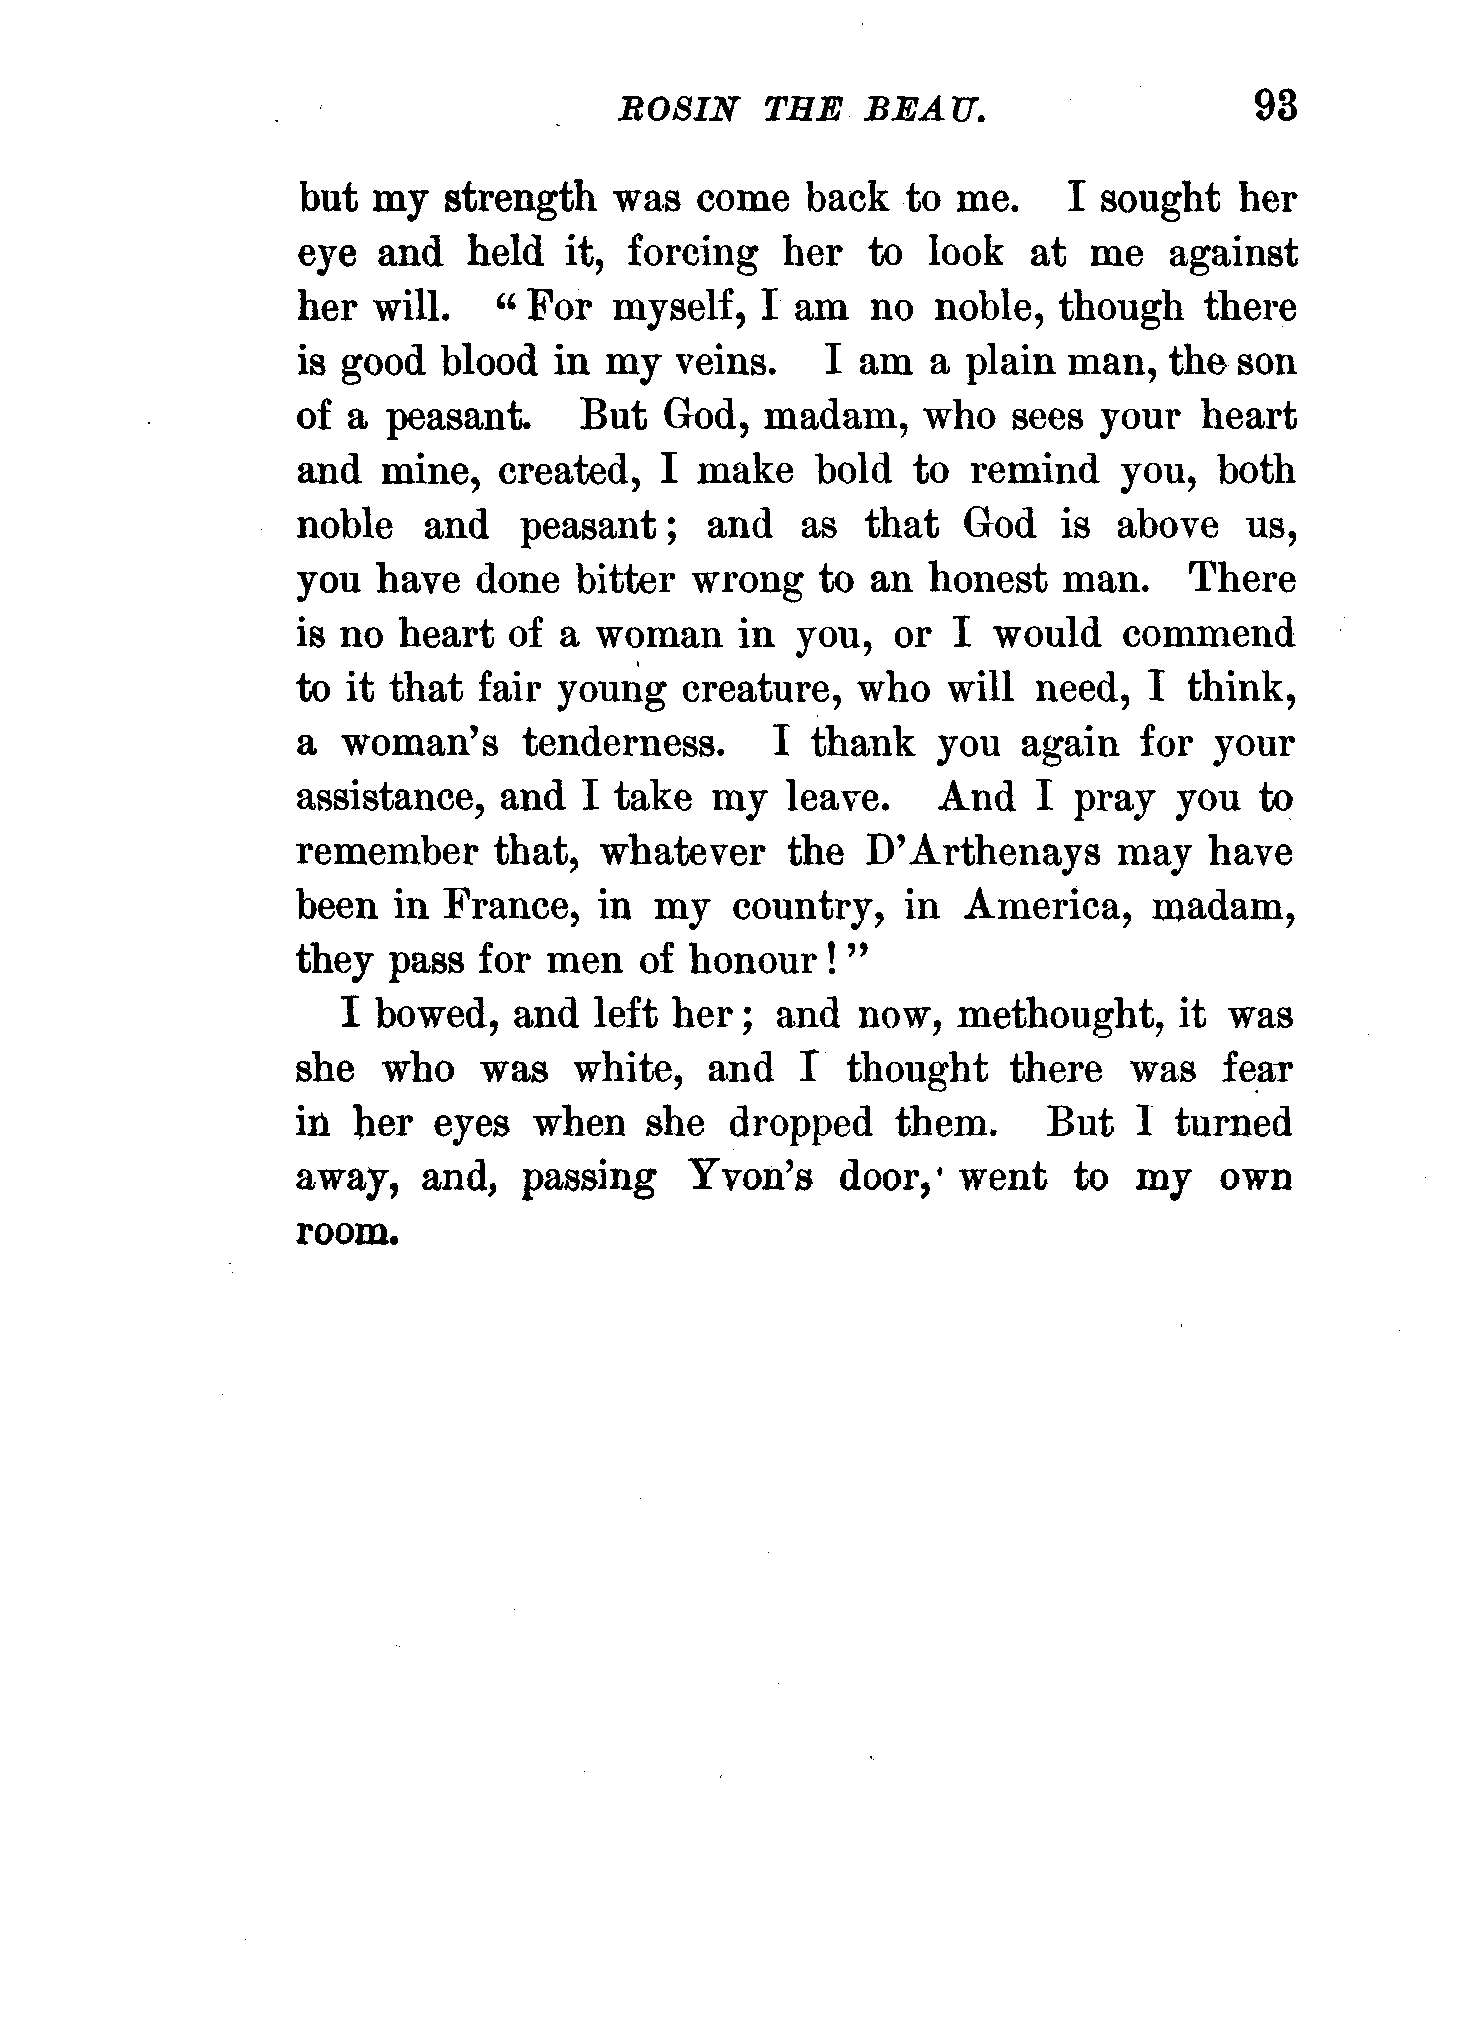 ROSIN THE BEAU. 93
but my strength was come back to me. I sought her
eye and held it, forcing her to look at me against
her will. “For myself, I am no noble, though there
is good blood in my veins. I am a plain man, the son
of a peasant. But God, madam, who sees your heart
and mine, created, I make bold to remind you, both
noble and peasant; and as that God is above us,
you have done bitter wrong to an honest man. There
is no heart of a woman in you, or I would commend
to it that fair young creature, who will need, I think,
a woman’s tenderness. I thank you again for your
assistance, and I take my leave. And I pray you to
remember that, whatever the D’Arthenays may have
been in France, in my country, in America, madam,
they pass for men of honour!”
I bowed, and left her; and now, methought, it was
she who was white, and I thought there was fear
in her eyes when she dropped them. But I turned
away, and, passing Yvon’s door, went to my own
room.